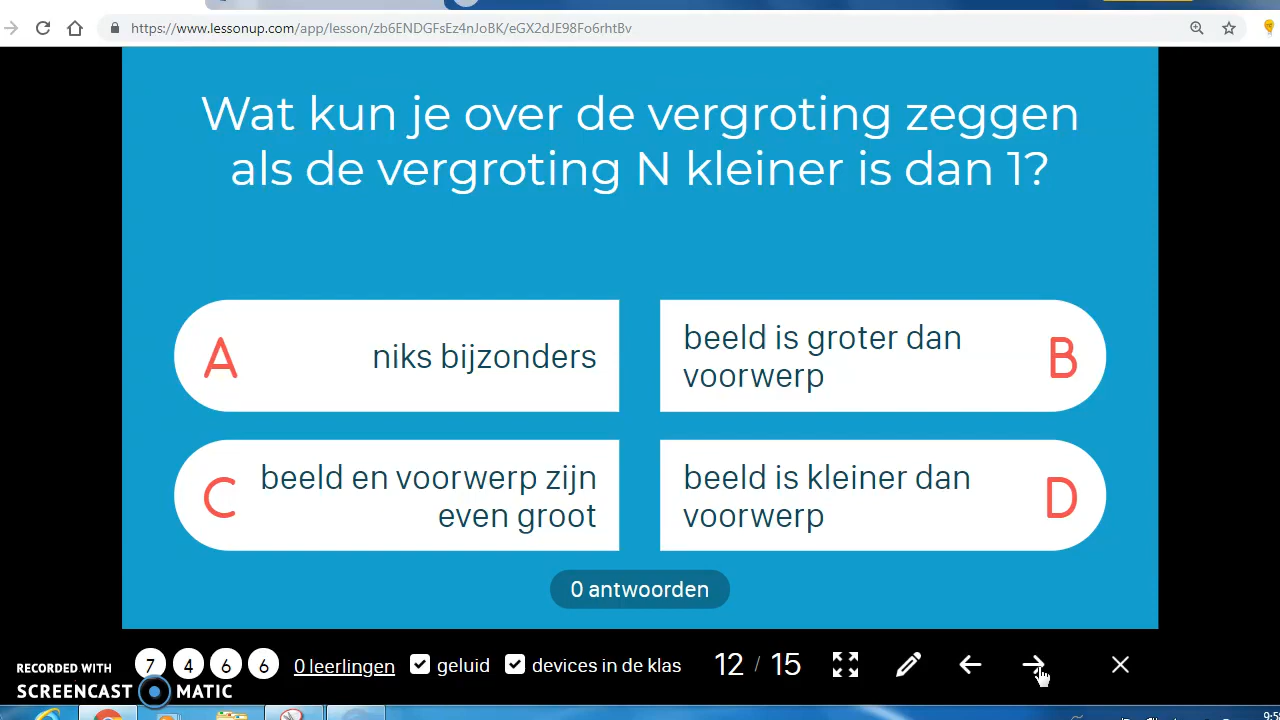 https://www.lessonup.com/app/lesson/zb6ENDGFsEz4nJoBK/eGX2dJE98Fo6rhtBv
Wat kun je over de vergroting zeggen
als de vergroting N kleiner is dan 1?
A
niks bijzonders
beeld is groter dan
voorwerp
B
C
beeld en voorwerp zijn
even groot
beeld is kleiner dan
voorwerp
D
0 antwoorden
RECORDED WITH
SCREENCAST MATIC
7 4 6 6
0 leerlingen
geluid
devices in de klas
12 / 15